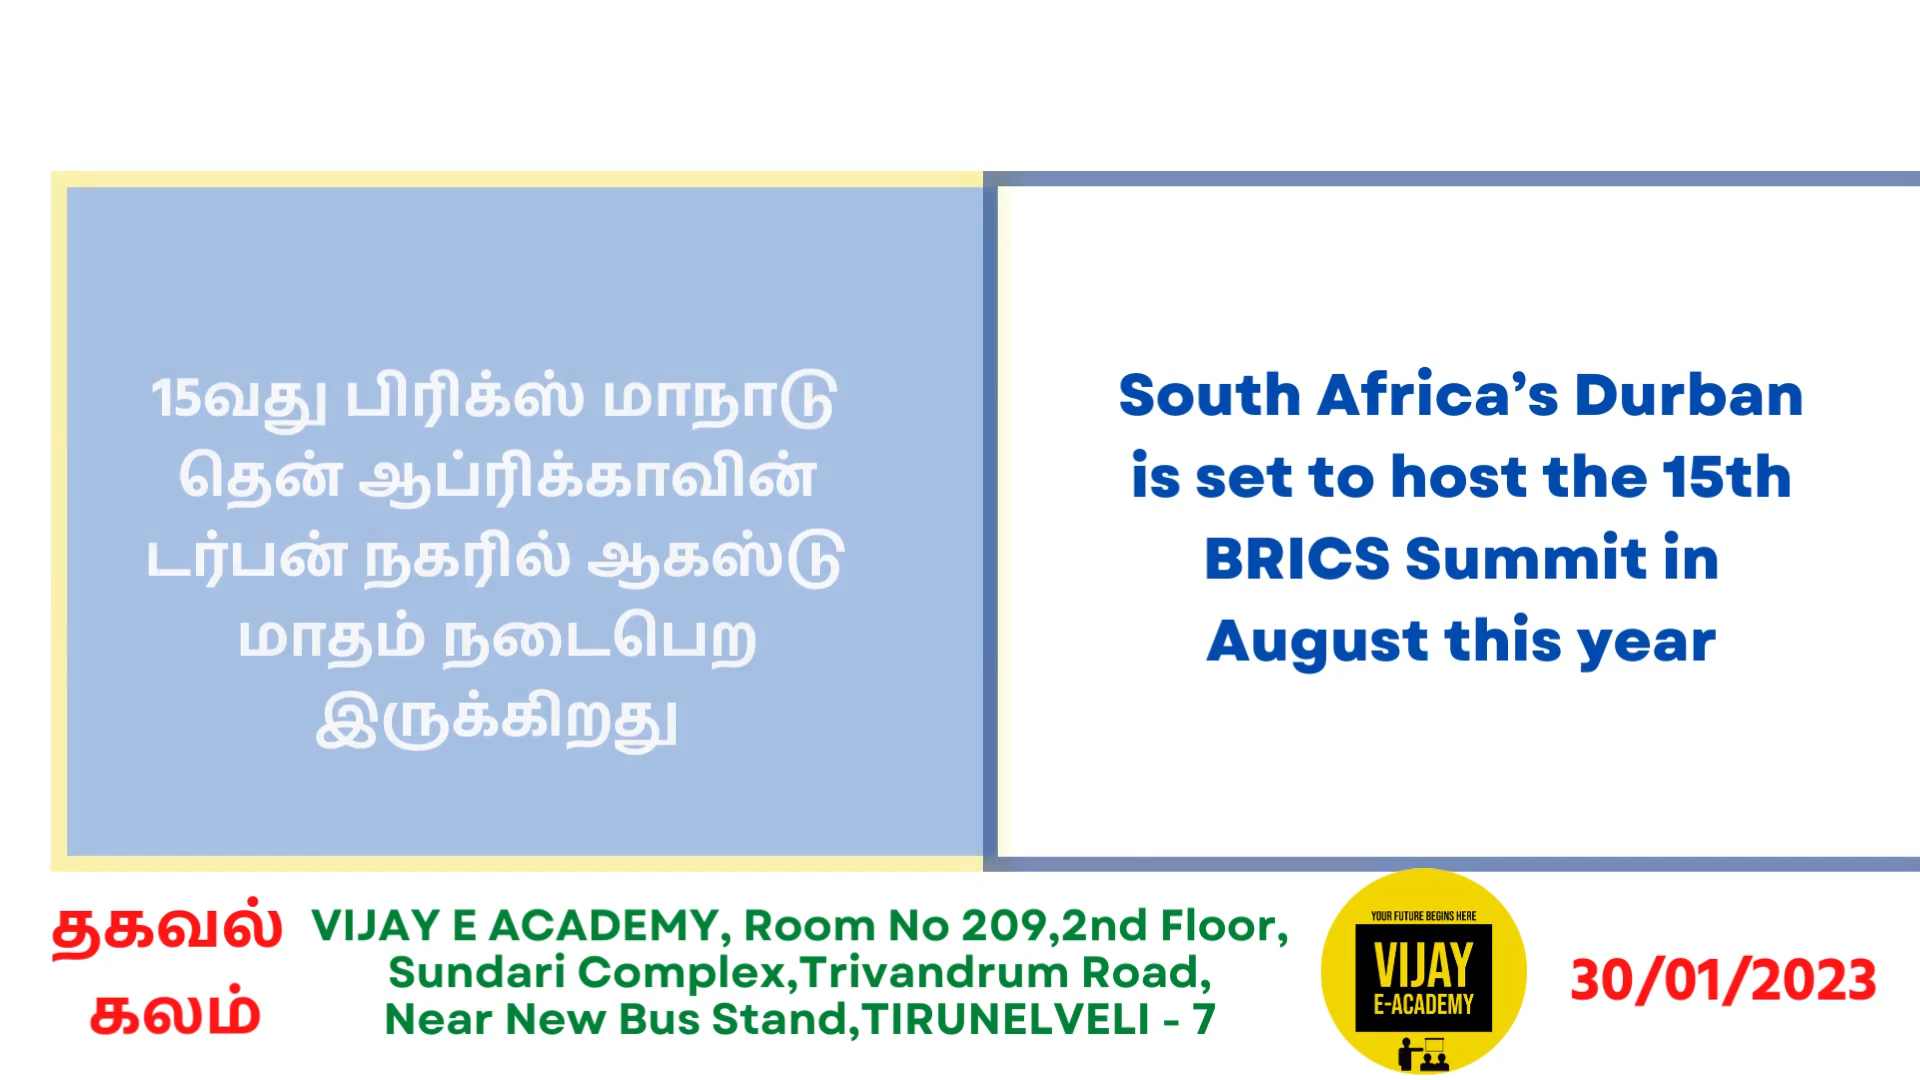 15வது பிரிக்ஸ் மாநாடு
தென் ஆப்ரிக்காவின்
டர்பன் நகரில் ஆகஸ்டு
மாதம் நடைபெற
இருக்கிறது
South Africa’s Durban
is set to host the 15th
BRICS Summit in
August this year
தகவல்
களம்
VIJAY E ACADEMY, Room No 209,2nd Floor,
Sundari Complex,Trivandrum Road,
Near New Bus Stand,TIRUNELVELI - 7
YOUR FUTURE BEGINS HERE
VIJAY
E-ACADEMY
30/01/2023